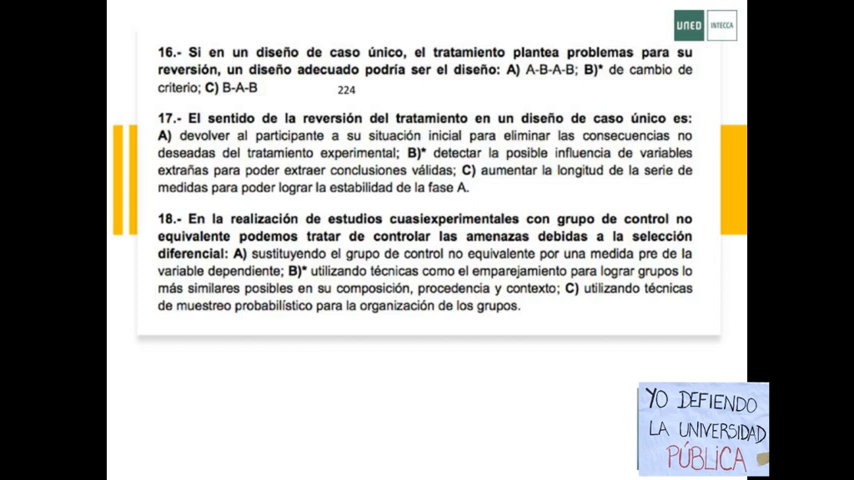 UNED INTECCA
16.- Si en un diseño de caso único, el tratamiento plantea problemas para su
reversión, un diseño adecuado podría ser el diseño: A) A-B-A-B; B)* de cambio de
criterio; C) B-A-B
224
17.- El sentido de la reversión del tratamiento en un diseño de caso único es:
A) devolver al participante a su situación inicial para eliminar las consecuencias no
deseadas del tratamiento experimental; B)* detectar la posible influencia de variables
extrañas para poder extraer conclusiones válidas; C) aumentar la longitud de la serie de
medidas para poder lograr la estabilidad de la fase A.
18.- En la realización de estudios cuasiexperimentales con grupo de control no
equivalente podemos tratar de controlar las amenazas debidas a la selección
diferencial: A) sustituyendo el grupo de control no equivalente por una medida pre de la
variable dependiente; B)* utilizando técnicas como el emparejamiento para lograr grupos lo
más similares posibles en su composición, procedencia y contexto; C) utilizando técnicas
de muestreo probabilístico para la organización de los grupos.
YO DEFIENDO
LA UNIVERSIDAD
PÚBLICA